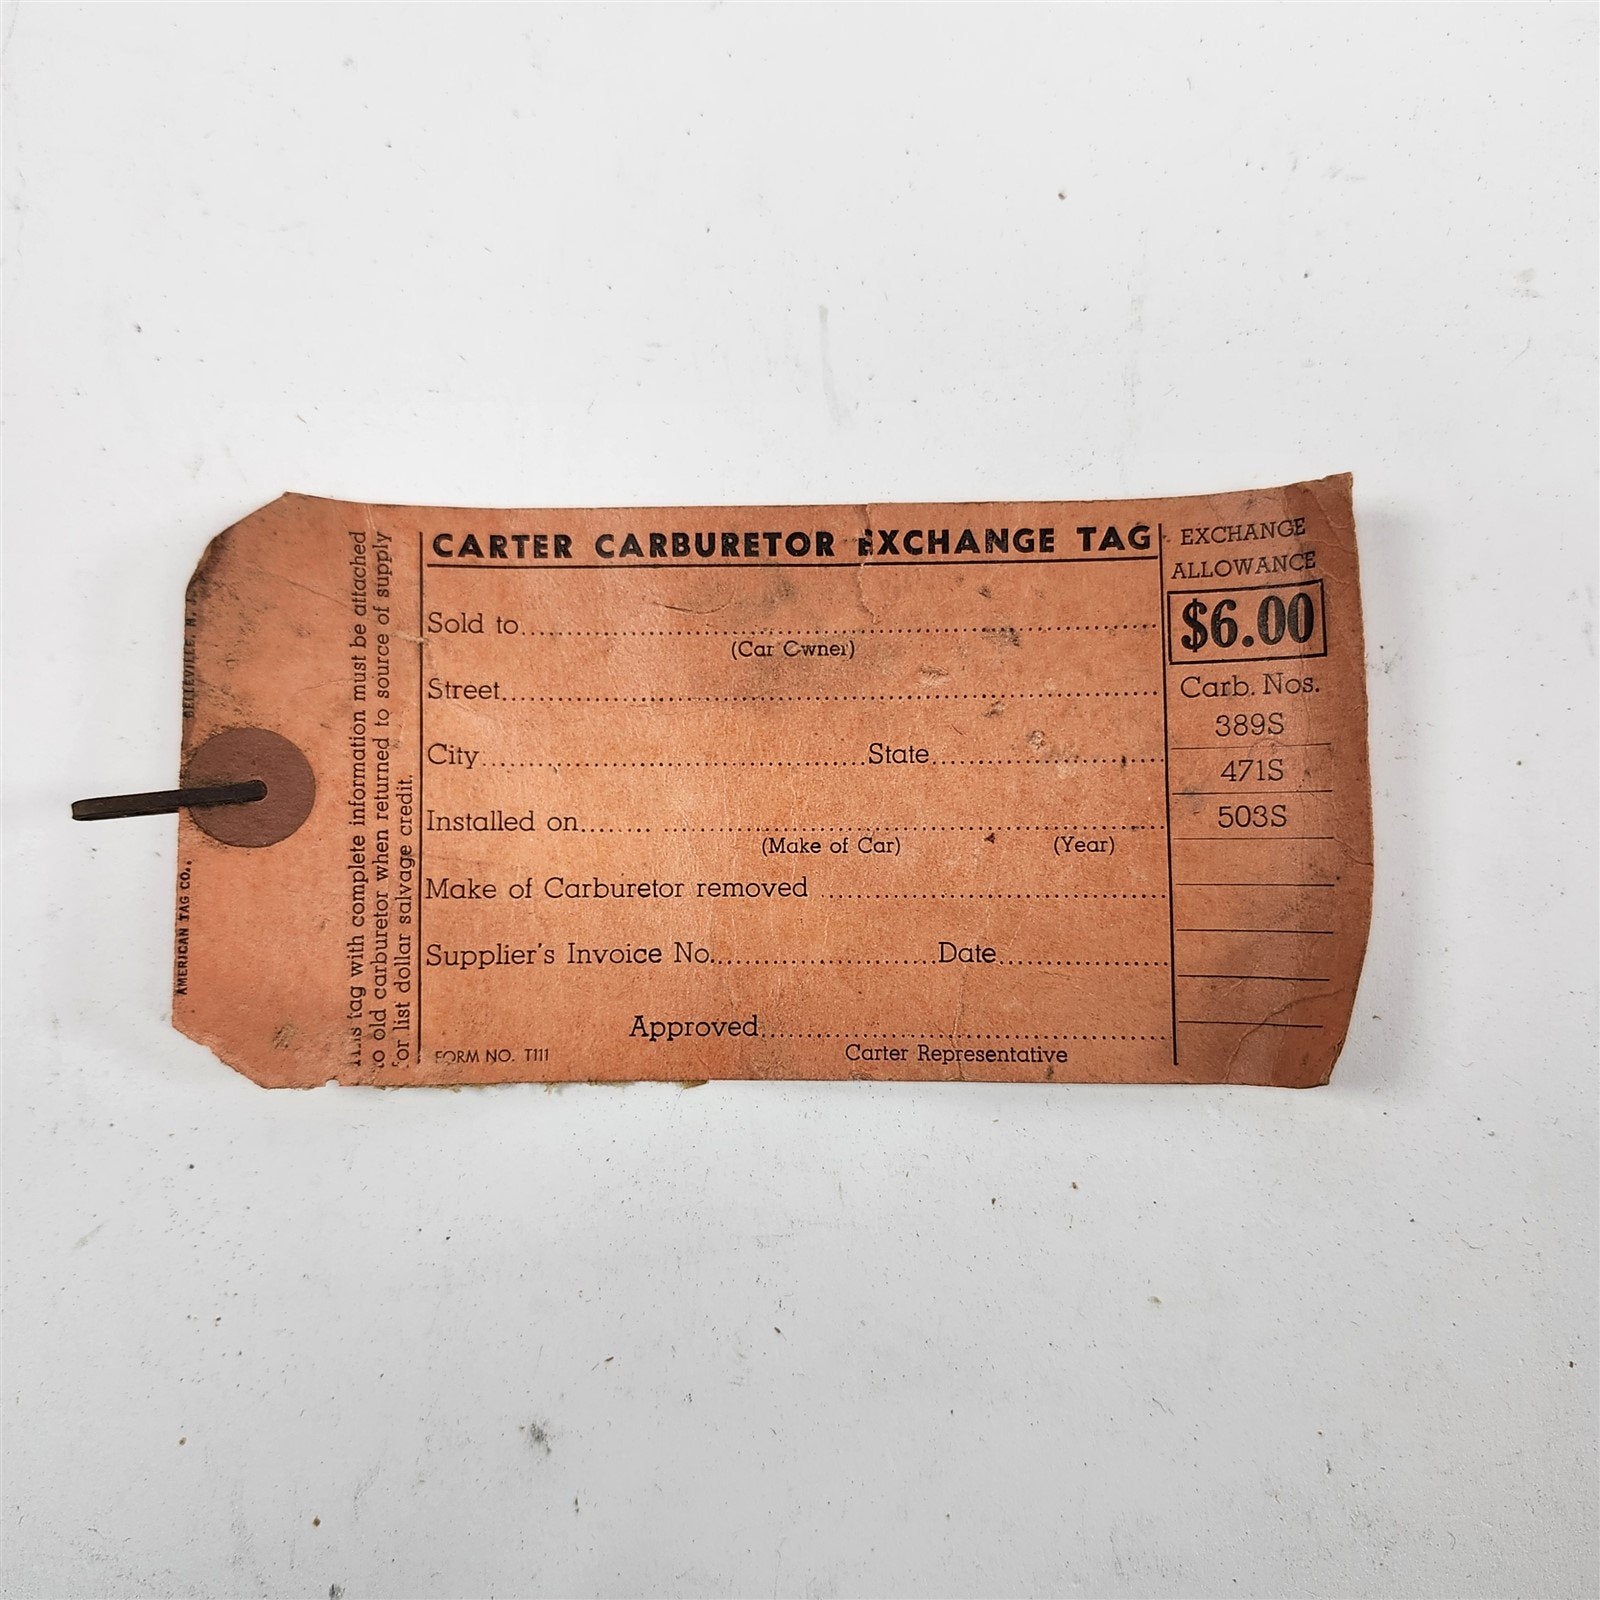 CARTER CARBURETOR EXCHANGE TAG
Sold to
(Car Owner)
Street
City State
Installed on
(Make of Car) (Year)
Make of Carburetor removed
Supplier's Invoice No. Date
Approved
FORM NO. T111 Carter Representative
EXCHANGE
ALLOWANCE
$6.00
Carb. Nos.
389S
471S
503S
This tag with complete information must be attached
to old carburetor when returned to source of supply
for list dollar salvage credit.
AMERICAN TAG CO., BELLEVILLE, N. J.